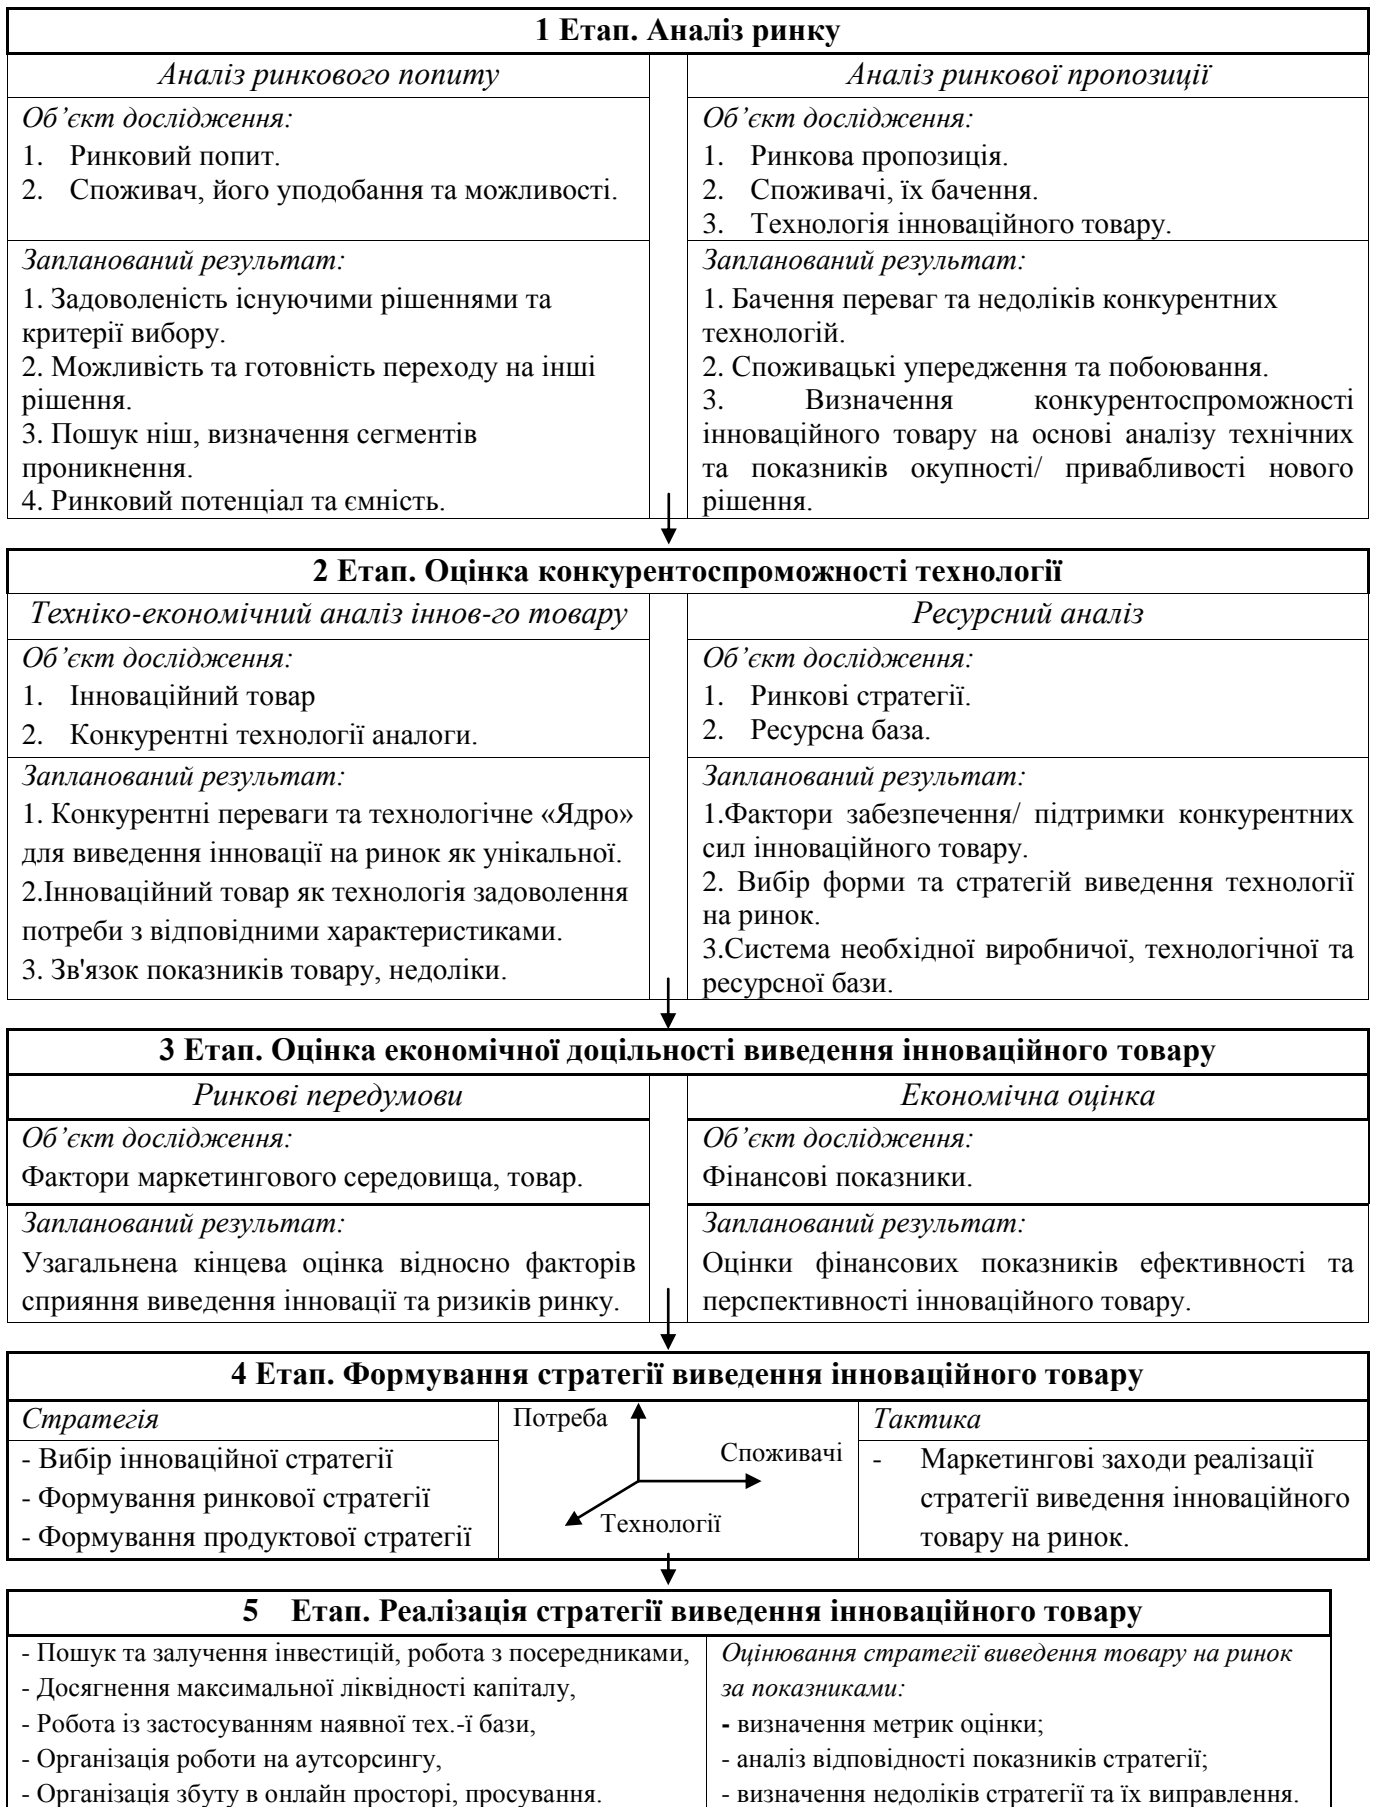 1 Етап. Аналіз ринку
Аналіз ринкового попиту
Об’єкт дослідження:
1. Ринковий попит.
2. Споживач, його уподобання та можливості.
Запланований результат:
1. Задоволеність існуючими рішеннями та
критерії вибору.
2. Можливість та готовність переходу на інші
рішення.
3. Пошук ніш, визначення сегментів
проникнення.
4. Ринковий потенціал та ємність.
Аналіз ринкової пропозиції
Об’єкт дослідження:
1. Ринкова пропозиція.
2. Споживачі, їх бачення.
3. Технологія інноваційного товару.
Запланований результат:
1. Бачення переваг та недоліків конкурентних
технологій.
2. Споживацькі упередження та побоювання.
3. Визначення конкурентоспроможності
інноваційного товару на основі аналізу технічних
та показників окупності/ привабливості нового
рішення.
2 Етап. Оцінка конкурентоспроможності технології
Техніко-економічний аналізіннов-го товару
Об’єкт дослідження:
1. Інноваційний товар
2. Конкурентні технології аналоги.
Запланований результат:
1. Конкурентні переваги та технологічне «Ядро»
для виведення інновації на ринок як унікальної.
2.Інноваційний товар як технологія задоволення
потреби з відповідними характеристиками.
3. Зв'язок показників товару, недоліки.
Ресурсний аналіз
Об’єкт дослідження:
1. Ринкові стратегії.
2. Ресурсна база.
Запланований результат:
1.Фактори забезпечення/ підтримки конкурентних
сил інноваційного товару.
2. Вибір форми та стратегій виведення технології
на ринок.
3.Система необхідної виробничої, технологічної та
ресурсної бази.
3 Етап. Оцінка економічної доцільності виведення інноваційного товару
Ринкові передумови
Об’єкт дослідження:
Фактори маркетингового середовища, товар.
Запланований результат:
Узагальнена кінцева оцінка відносно факторів
сприяння виведення інновації та ризиків ринку.
Економічна оцінка
Об’єкт дослідження:
Фінансові показники.
Запланований результат:
Оцінки фінансових показників ефективності та
перспективності інноваційного товару.
4 Етап. Формування стратегії виведення інноваційного товару
Стратегія
- Вибір інноваційної стратегії
- Формування ринкової стратегії
- Формування продуктової стратегії
Потреба
Споживачі
Технології
Тактика
- Маркетингові заходи реалізації
стратегії виведення інноваційного
товару на ринок.
5 Етап. Реалізація стратегії виведення інноваційного товару
- Пошук та залучення інвестицій, робота з посередниками,
- Досягнення максимальної ліквідності капіталу,
- Робота із застосуванням наявної тех.-ї бази,
- Організація роботи на аутсорсингу,
- Організація збуту в онлайн просторі, просування.
Оцінювання стратегії виведення товару на ринок
за показниками:
- визначення метрик оцінки;
- аналіз відповідності показників стратегії;
- визначення недоліків стратегії та їх виправлення.